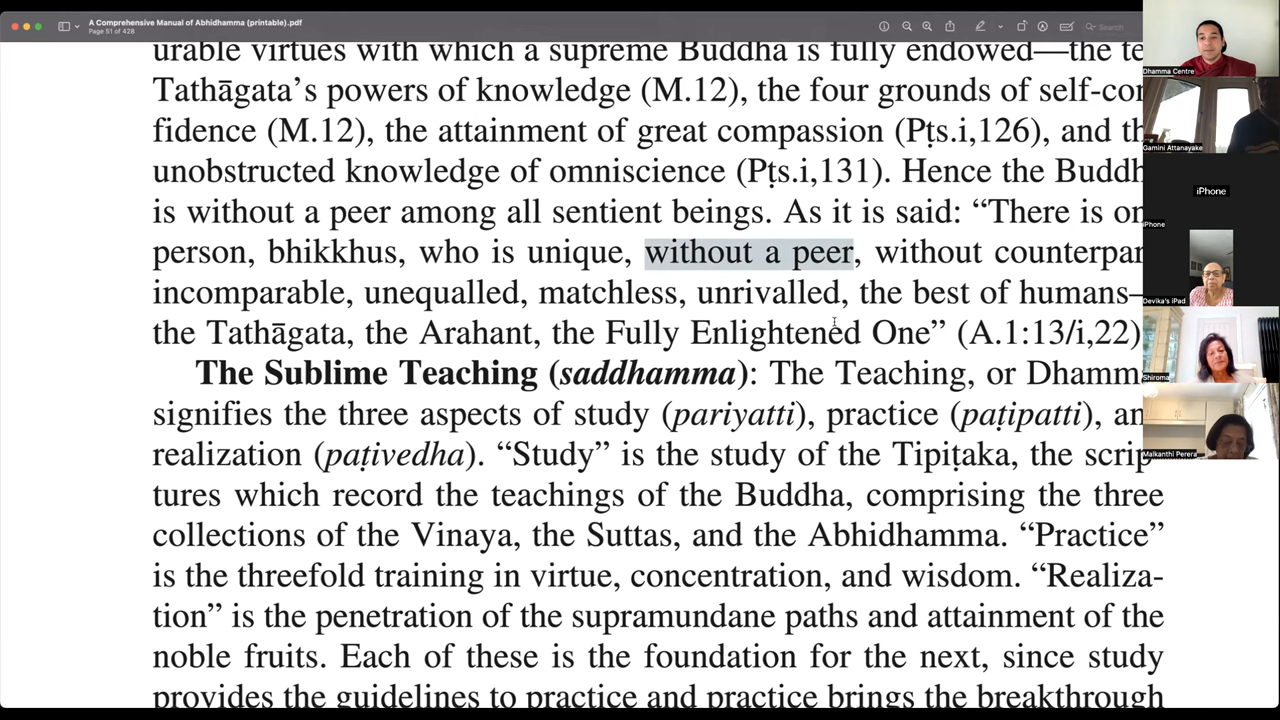 A Comprehensive Manual of Abhidhamma (printable).pdf
Page 51 of 428
Search
urable virtues with which a supreme Buddha is fully endowed—the te
Tathāgata’s powers of knowledge (M.12), the four grounds of self-con
fidence (M.12), the attainment of great compassion (Pṭs.i,126), and th
unobstructed knowledge of omniscience (Pṭs.i,131). Hence the Buddh
is without a peer among all sentient beings. As it is said: “There is on
person, bhikkhus, who is unique, without a peer, without counterpar
incomparable, unequalled, matchless, unrivalled, the best of humans—
the Tathāgata, the Arahant, the Fully Enlightened One” (A.1:13/i,22)
The Sublime Teaching (saddhamma): The Teaching, or Dhamm
signifies the three aspects of study (pariyatti), practice (paṭipatti), an
realization (paṭivedha). “Study” is the study of the Tipiṭaka, the scrip
tures which record the teachings of the Buddha, comprising the three
collections of the Vinaya, the Suttas, and the Abhidhamma. “Practice”
is the threefold training in virtue, concentration, and wisdom. “Realiza-
tion” is the penetration of the supramundane paths and attainment of the
noble fruits. Each of these is the foundation for the next, since study
provides the guidelines to practice and practice brings the breakthrough
Dhamma Centre
Gamini Attanayake
iPhone
iPhone
Devika's iPad
Shiroma
Malkanthi Perera